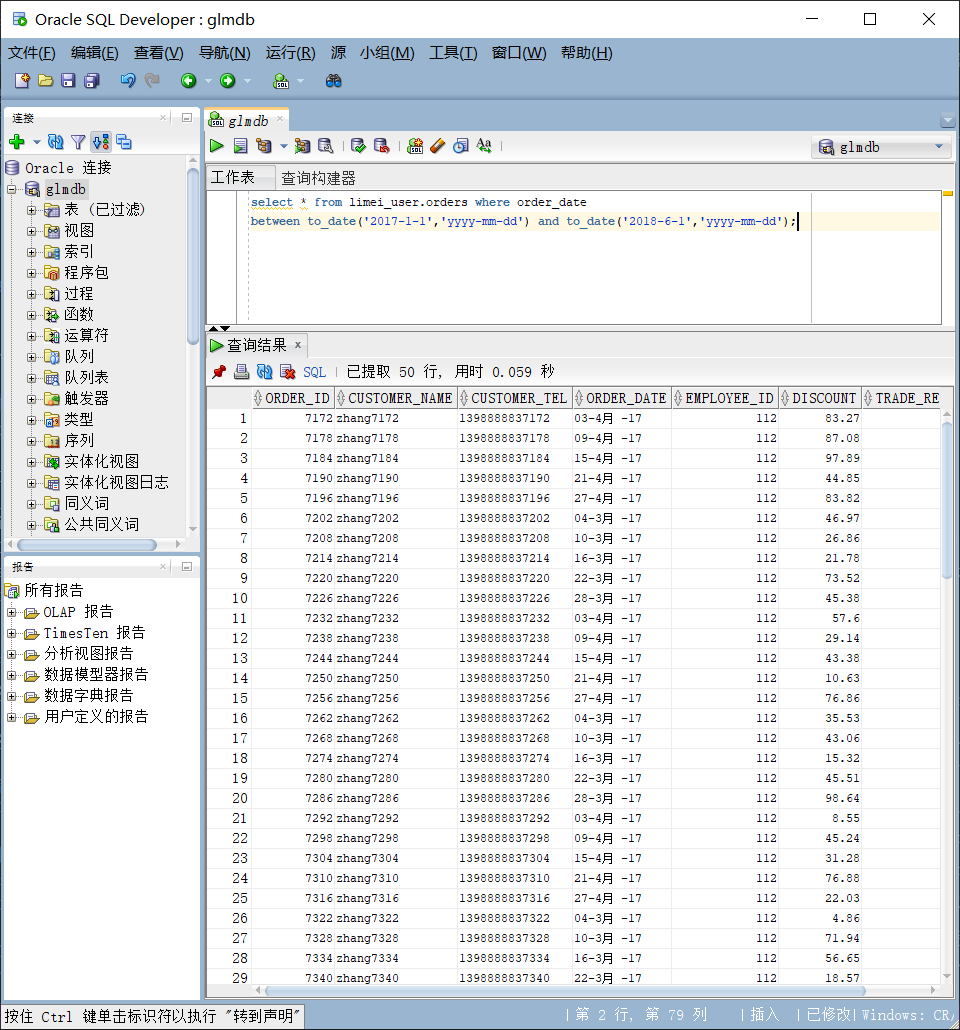 Oracle SQL Developer : glmdb
文件(F) 编辑(E) 查看(V) 导航(N) 运行(R) 源 小组(M) 工具(T) 窗口(W) 帮助(H)
连接
Oracle 连接
glmdb
表 (已过滤)
视图
索引
程序包
过程
函数
运算符
队列
队列表
触发器
类型
序列
实体化视图
实体化视图日志
同义词
公共同义词
报告
所有报告
OLAP 报告
TimesTen 报告
分析视图报告
数据模型器报告
数据字典报告
用户定义的报告
glmdb
glmdb
工作表 查询构建器
select * from limei_user.orders where order_date
between to_date('2017-1-1','yyyy-mm-dd') and to_date('2018-6-1','yyyy-mm-dd');
查询结果
SQL | 已提取 50 行, 用时 0.059 秒
ORDER_ID CUSTOMER_NAME CUSTOMER_TEL ORDER_DATE EMPLOYEE_ID DISCOUNT TRADE_RE
1 7172 zhang7172 1398888837172 03-4月 -17 112 83.27
2 7178 zhang7178 1398888837178 09-4月 -17 112 87.08
3 7184 zhang7184 1398888837184 15-4月 -17 112 97.89
4 7190 zhang7190 1398888837190 21-4月 -17 112 44.85
5 7196 zhang7196 1398888837196 27-4月 -17 112 83.82
6 7202 zhang7202 1398888837202 04-3月 -17 112 46.97
7 7208 zhang7208 1398888837208 10-3月 -17 112 26.86
8 7214 zhang7214 1398888837214 16-3月 -17 112 21.78
9 7220 zhang7220 1398888837220 22-3月 -17 112 73.52
10 7226 zhang7226 1398888837226 28-3月 -17 112 45.38
11 7232 zhang7232 1398888837232 03-4月 -17 112 57.6
12 7238 zhang7238 1398888837238 09-4月 -17 112 29.14
13 7244 zhang7244 1398888837244 15-4月 -17 112 43.38
14 7250 zhang7250 1398888837250 21-4月 -17 112 10.63
15 7256 zhang7256 1398888837256 27-4月 -17 112 76.86
16 7262 zhang7262 1398888837262 04-3月 -17 112 35.53
17 7268 zhang7268 1398888837268 10-3月 -17 112 43.06
18 7274 zhang7274 1398888837274 16-3月 -17 112 15.32
19 7280 zhang7280 1398888837280 22-3月 -17 112 45.51
20 7286 zhang7286 1398888837286 28-3月 -17 112 98.64
21 7292 zhang7292 1398888837292 03-4月 -17 112 8.55
22 7298 zhang7298 1398888837298 09-4月 -17 112 45.24
23 7304 zhang7304 1398888837304 15-4月 -17 112 31.28
24 7310 zhang7310 1398888837310 21-4月 -17 112 76.88
25 7316 zhang7316 1398888837316 27-4月 -17 112 22.03
26 7322 zhang7322 1398888837322 04-3月 -17 112 4.86
27 7328 zhang7328 1398888837328 10-3月 -17 112 71.94
28 7334 zhang7334 1398888837334 16-3月 -17 112 56.65
29 7340 zhang7340 1398888837340 22-3月 -17 112 18.57
按住 Ctrl 键单击标识符以执行 "转到声明" | 第 2 行, 第 79 列 | 插入 | 已修改| Windows: CR